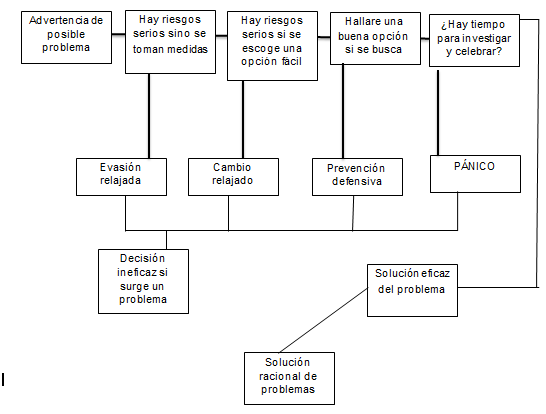 Advertencia de
posible
problema
Hay riesgos
serios sino se
toman medidas
Hay riesgos
serios si se
escoge una
opción fácil
Hallare una
buena opción
si se busca
¿Hay tiempo
para investigar
y celebrar?
Evasión
relajada
Cambio
relajado
Prevención
defensiva
PÁNICO
Decisión
ineficaz si
surge un
problema
Solución eficaz
del problema
Solución
racional de
problemas